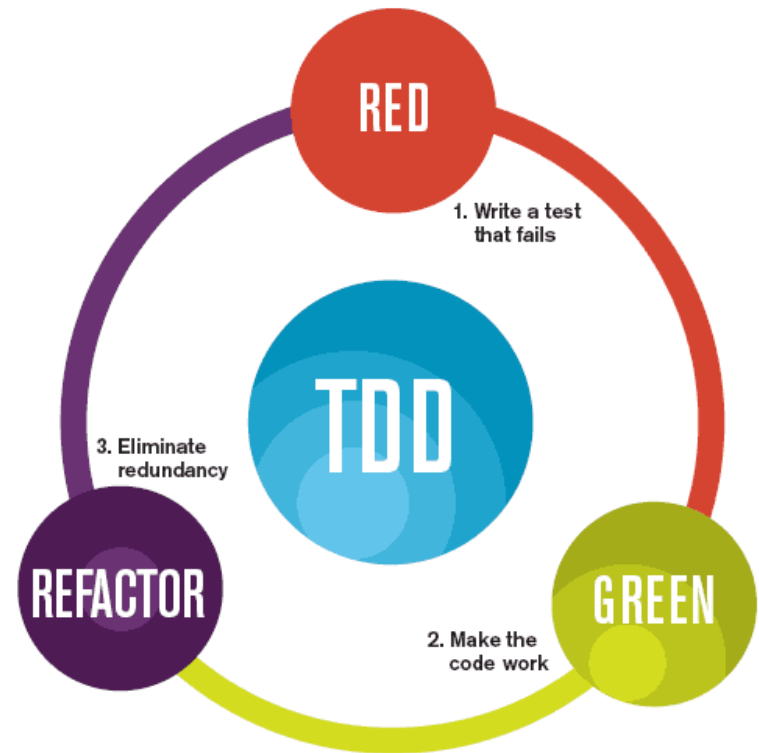 RED
1. Write a test
that fails
TDD
3. Eliminate
redundancy
REFACTOR
GREEN
2. Make the
code work